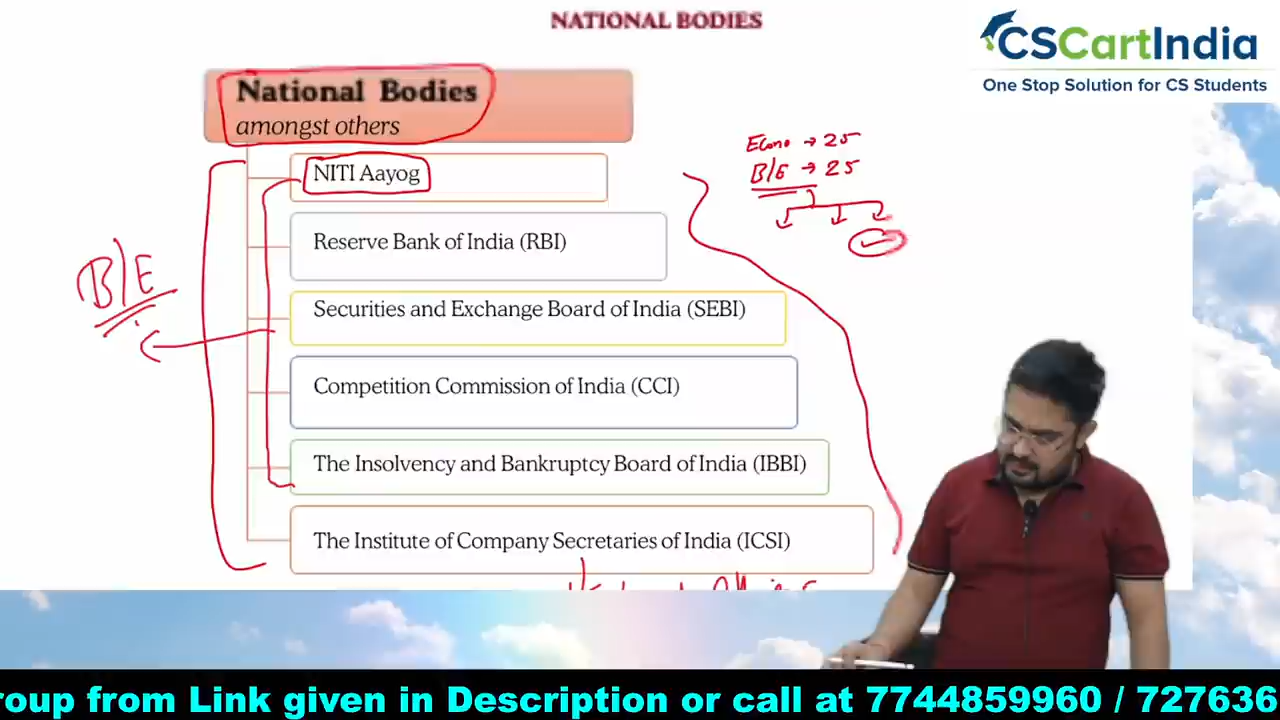 NATIONAL BODIES
CSCartIndia
One Stop Solution for CS Students
National Bodies
amongst others
Econo → 25
B/E → 25
NITI Aayog
Reserve Bank of India (RBI)
B/E
Securities and Exchange Board of India (SEBI)
Competition Commission of India (CCI)
The Insolvency and Bankruptcy Board of India (IBBI)
The Institute of Company Secretaries of India (ICSI)
roup from Link given in Description or call at 7744859960 / 727636